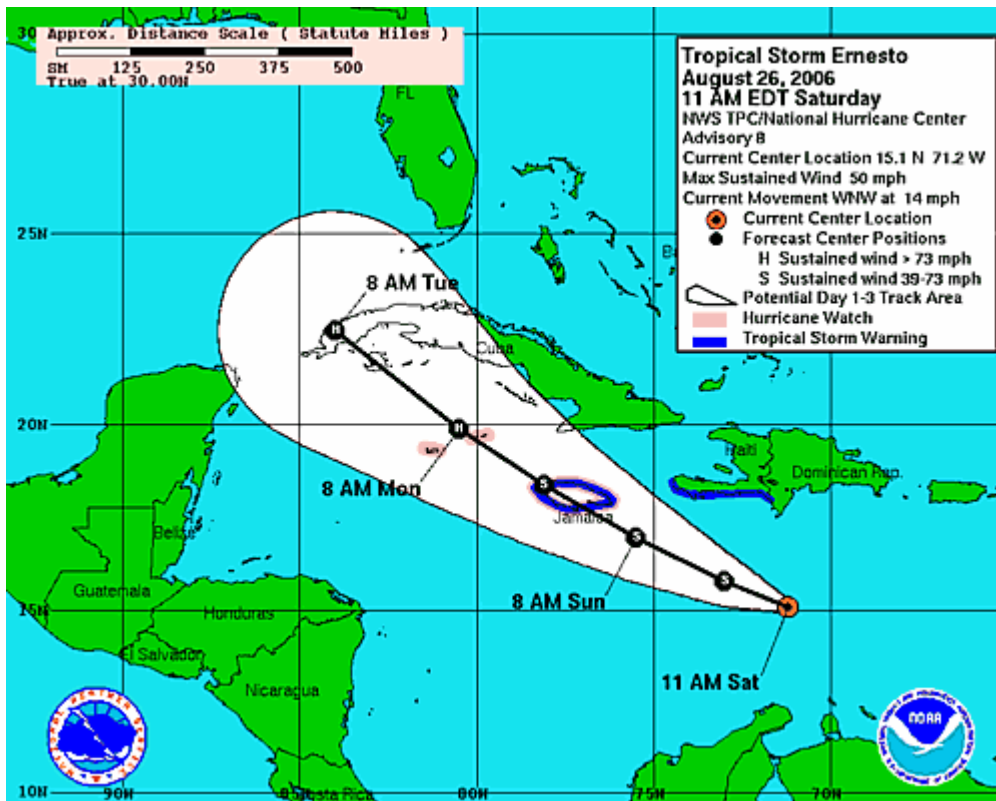 30N
Approx. Distance Scale ( Statute Miles )
SM 125 250 375 500
True at 30.00N
Tropical Storm Ernesto
August 26, 2006
11 AM EDT Saturday
NWS TPC/National Hurricane Center
Advisory 8
Current Center Location 15.1 N 71.2 W
Max Sustained Wind 50 mph
Current Movement WNW at 14 mph
Current Center Location
Forecast Center Positions
H Sustained wind > 73 mph
S Sustained wind 39-73 mph
Potential Day 1-3 Track Area
Hurricane Watch
Tropical Storm Warning
FL
25N
8 AM Tue
H
Cuba
20N
H
8 AM Mon
Haiti
Dominican Rep.
S
Jamaica
Belize
S
8 AM Sun
S
Guatemala
Honduras
15N
El Salvador
Nicaragua
11 AM Sat
NATIONAL WEATHER SERVICE
NOAA
10N 90W 85W 80W 75W 70W
Costa Rica